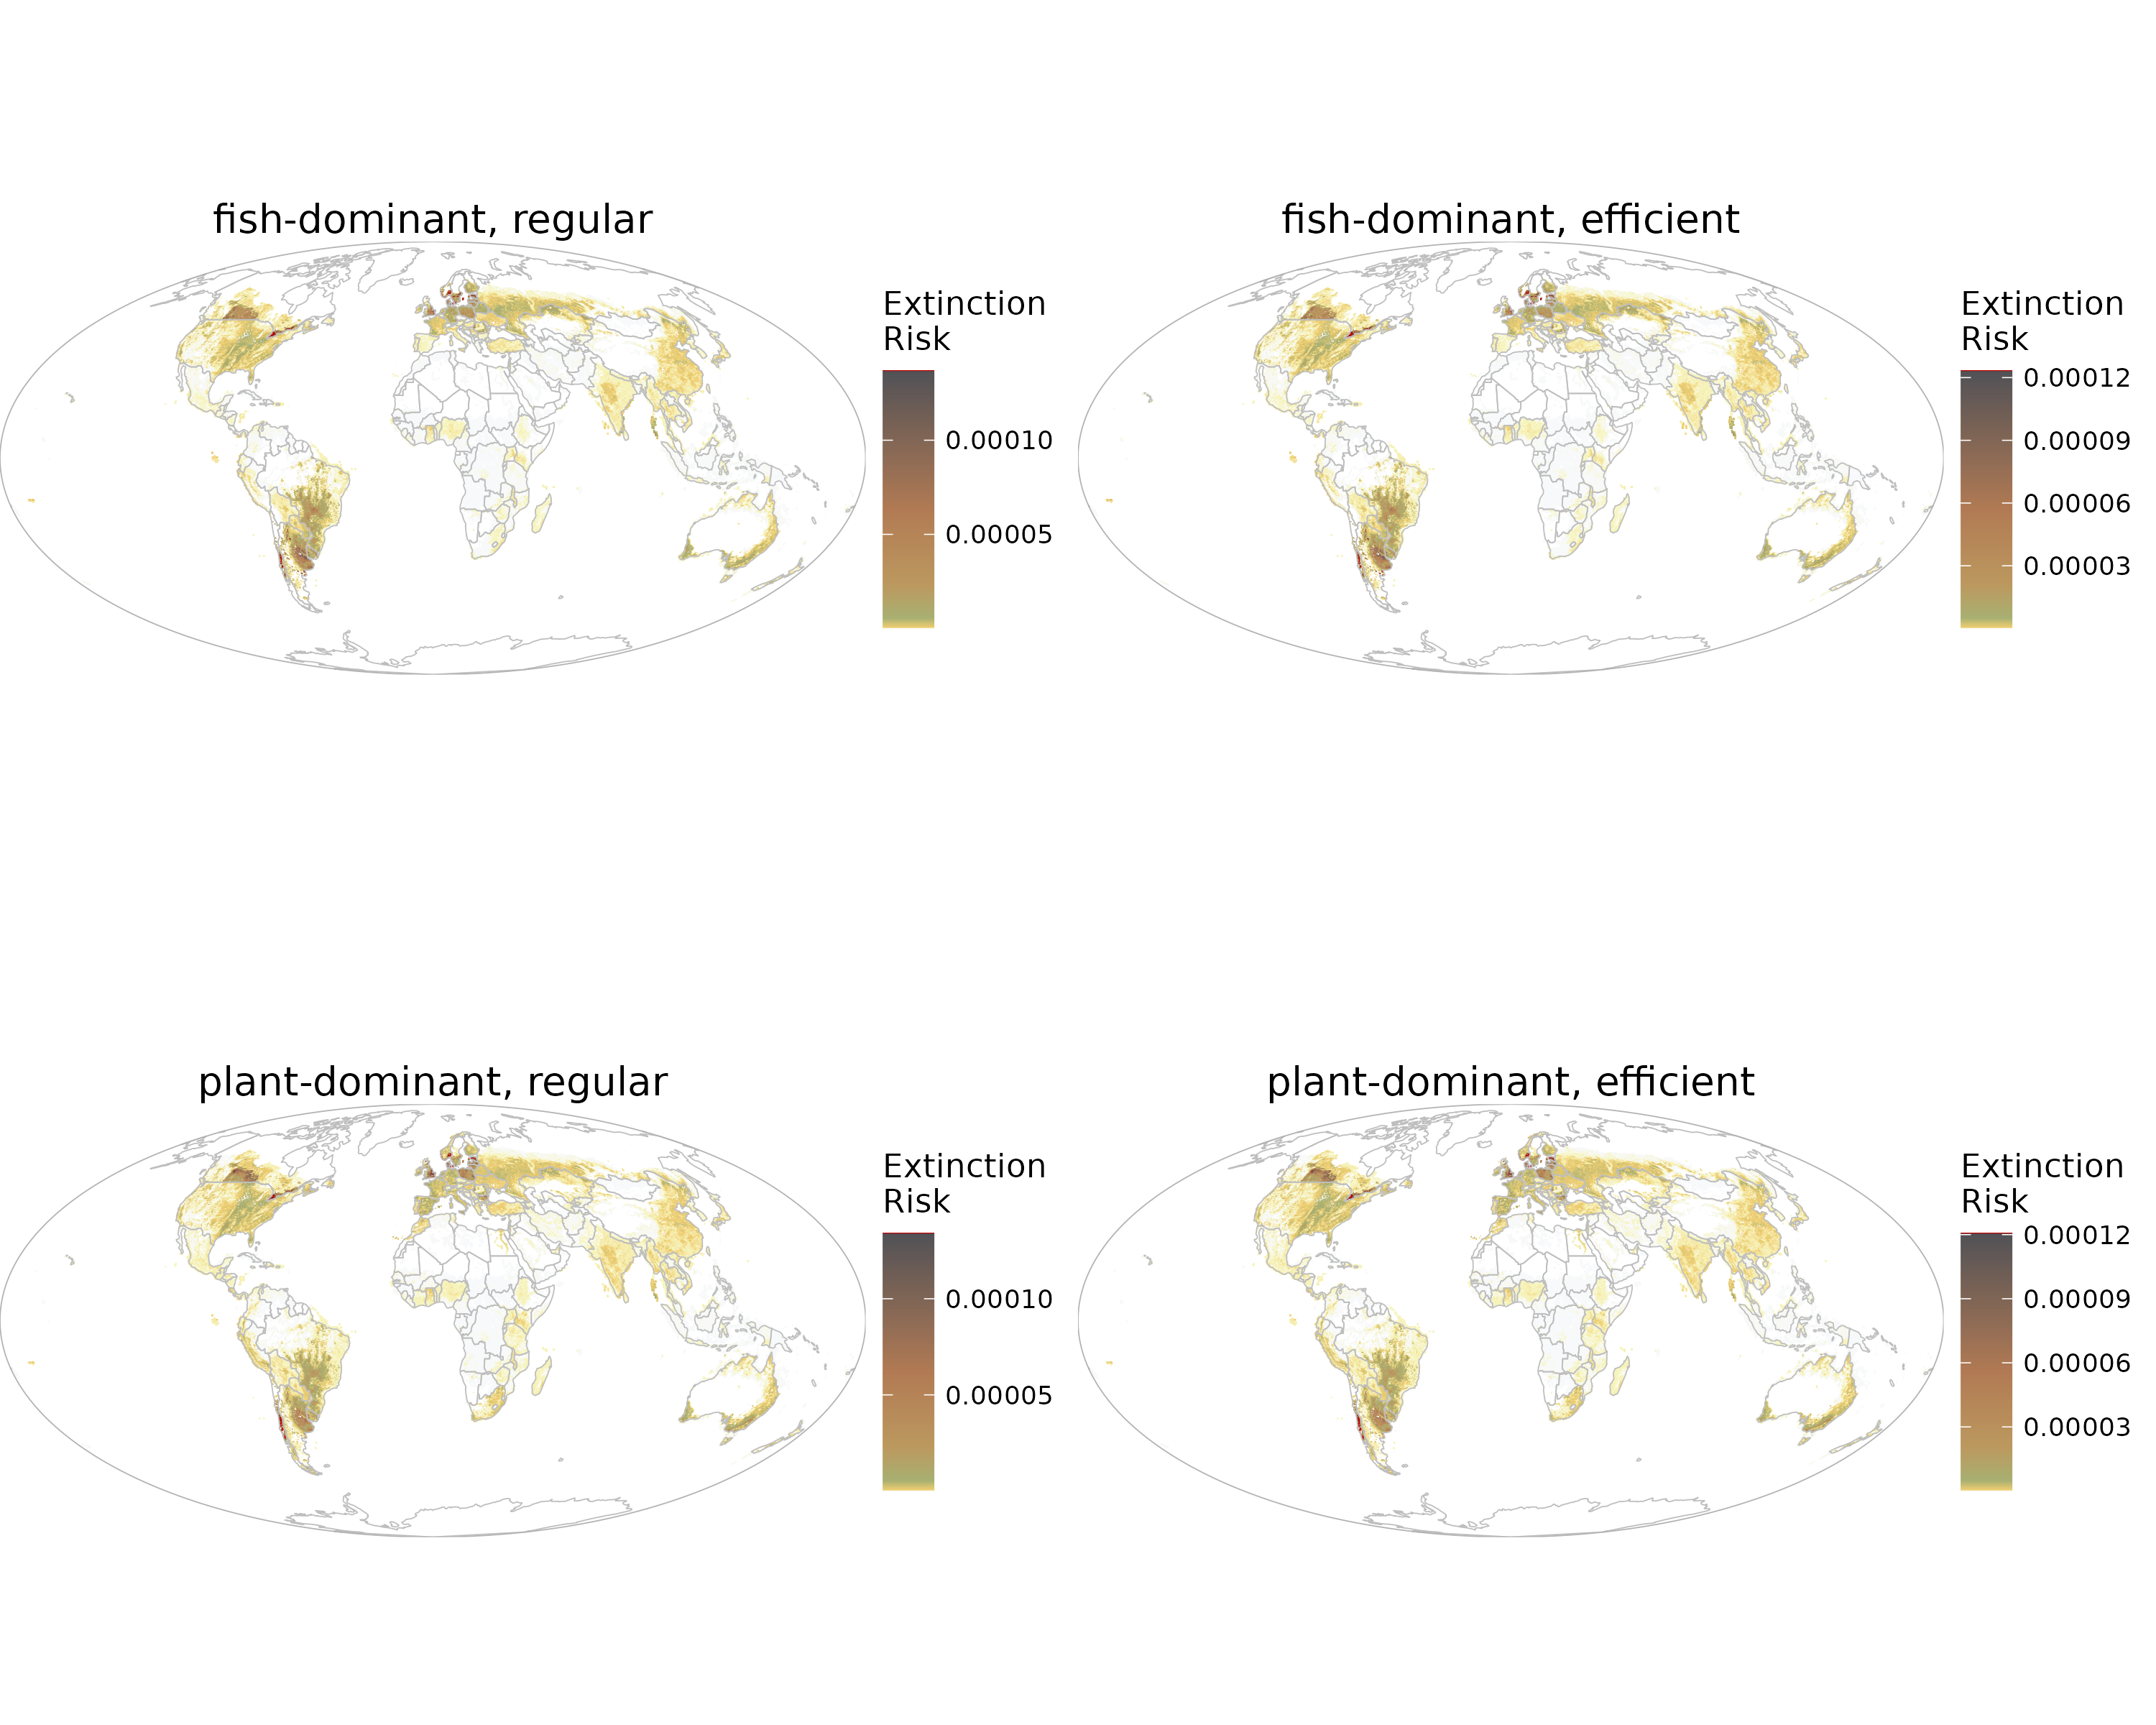 fish-dominant, regular
Extinction
Risk
0.00010
0.00005
fish-dominant, efficient
Extinction
Risk
0.00012
0.00009
0.00006
0.00003
plant-dominant, regular
Extinction
Risk
0.00010
0.00005
plant-dominant, efficient
Extinction
Risk
0.00012
0.00009
0.00006
0.00003